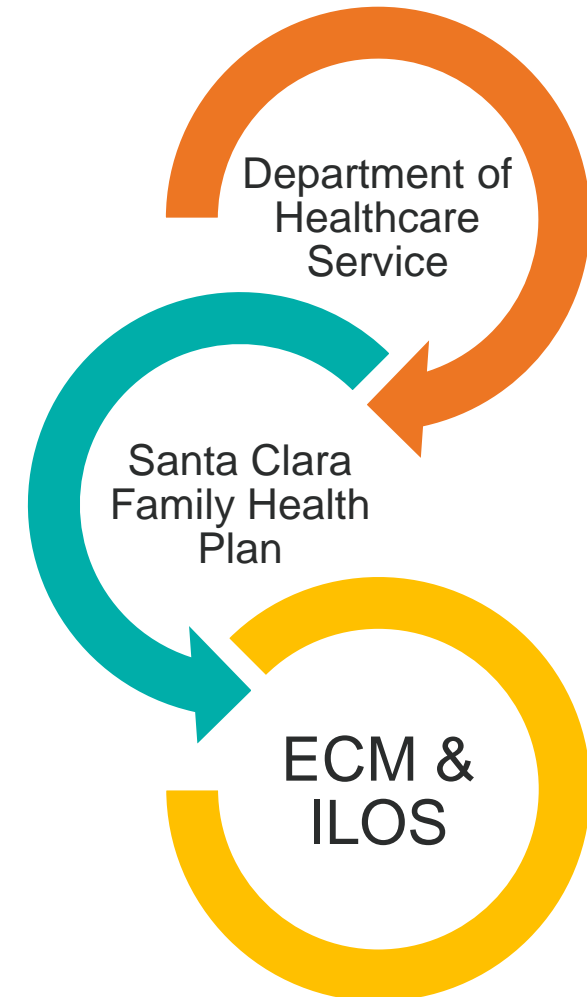 Department of
Healthcare
Service
Santa Clara
Family Health
Plan
ECM &
ILOS